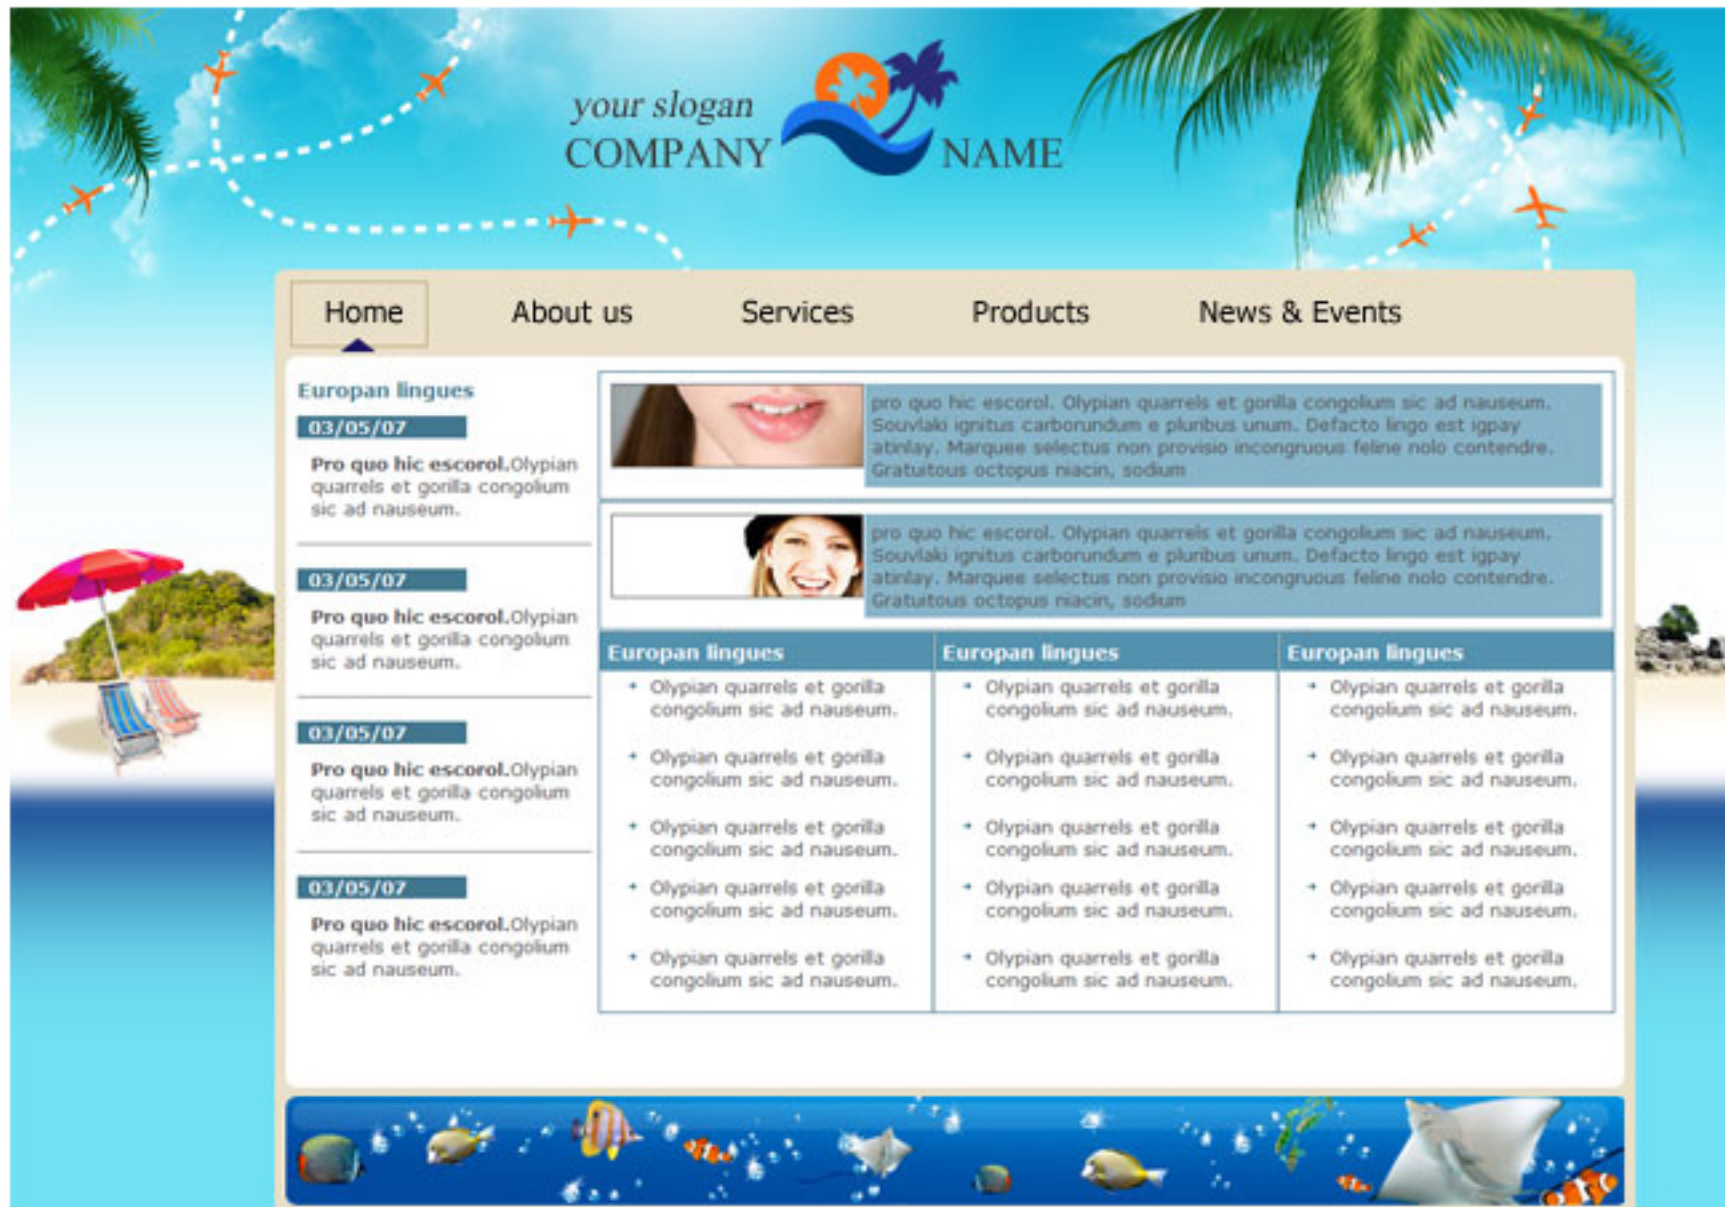 your slogan
COMPANY NAME
Home About us Services Products News & Events
Europan lingues
03/05/07
Pro quo hic escorol.Olypian
quarrels et gorilla congolium
sic ad nauseum.
03/05/07
Pro quo hic escorol.Olypian
quarrels et gorilla congolium
sic ad nauseum.
03/05/07
Pro quo hic escorol.Olypian
quarrels et gorilla congolium
sic ad nauseum.
03/05/07
Pro quo hic escorol.Olypian
quarrels et gorilla congolium
sic ad nauseum.
pro quo hic escorol. Olypian quarrels et gorilla congolium sic ad nauseum.
Souvlaki ignitus carborundum e pluribus unum. Defacto lingo est igpay
atinlay. Marquee selectus non provisio incongruous feline nolo contendre.
Gratuitous octopus niacin, sodium
pro quo hic escorol. Olypian quarrels et gorilla congolium sic ad nauseum.
Souvlaki ignitus carborundum e pluribus unum. Defacto lingo est igpay
atinlay. Marquee selectus non provisio incongruous feline nolo contendre.
Gratuitous octopus niacin, sodium
Europan lingues
Olypian quarrels et gorilla
congolium sic ad nauseum.
Olypian quarrels et gorilla
congolium sic ad nauseum.
Olypian quarrels et gorilla
congolium sic ad nauseum.
Olypian quarrels et gorilla
congolium sic ad nauseum.
Olypian quarrels et gorilla
congolium sic ad nauseum.
Europan lingues
Olypian quarrels et gorilla
congolium sic ad nauseum.
Olypian quarrels et gorilla
congolium sic ad nauseum.
Olypian quarrels et gorilla
congolium sic ad nauseum.
Olypian quarrels et gorilla
congolium sic ad nauseum.
Olypian quarrels et gorilla
congolium sic ad nauseum.
Europan lingues
Olypian quarrels et gorilla
congolium sic ad nauseum.
Olypian quarrels et gorilla
congolium sic ad nauseum.
Olypian quarrels et gorilla
congolium sic ad nauseum.
Olypian quarrels et gorilla
congolium sic ad nauseum.
Olypian quarrels et gorilla
congolium sic ad nauseum.